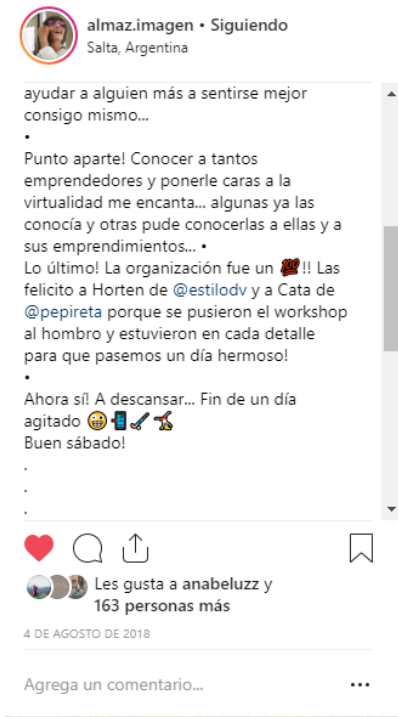 almaz.imagen • Siguiendo
Salta, Argentina
ayudar a alguien más a sentirse mejor
consigo mismo...
•
Punto aparte! Conocer a tantos
emprendedores y ponerle caras a la
virtualidad me encanta... algunas ya las
conocía y otras pude conocerlas a ellas y a
sus emprendimientos... •
Lo último! La organización fue un 💯!! Las
felicito a Horten de @estilodv y a Cata de
@pepireta porque se pusieron el workshop
al hombro y estuvieron en cada detalle
para que pasemos un día hermoso!
•
Ahora sí! A descansar... Fin de un día
agitado 😀📲
Buen sábado!
.
.
.
Les gusta a anabeluzz y
163 personas más
4 DE AGOSTO DE 2018
Agrega un comentario...